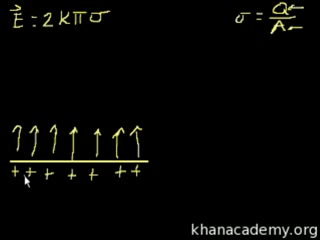 E⃗ = 2Kπσ
σ = Q/A
+ + + + + + +
khanacademy.org